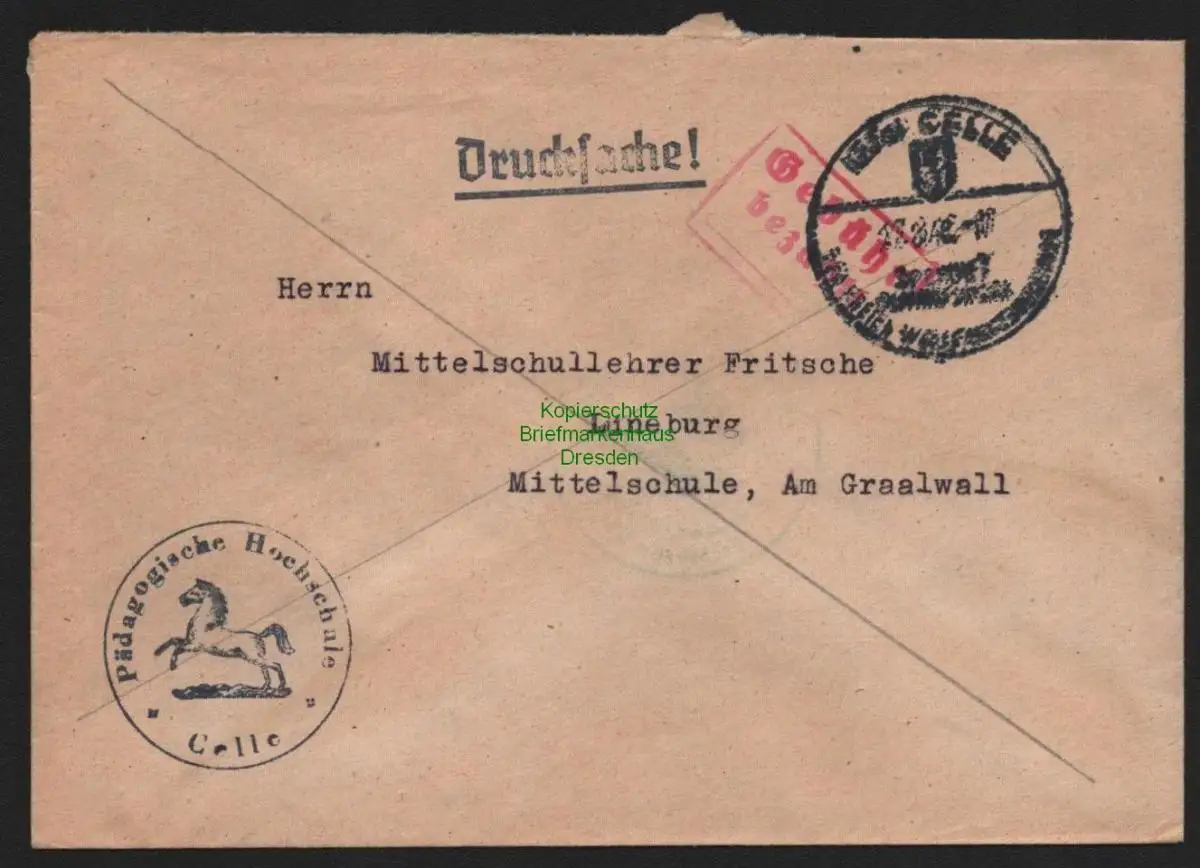 Drucksache!
Gebühr
bezahlt
CELLE
Herrn
Mittelschullehrer Fritsche
Lüneburg
Mittelschule, Am Graalwall
Kopierschutz
Briefmarkenhaus
Dresden
Pädagogische Hochschule
" Celle "